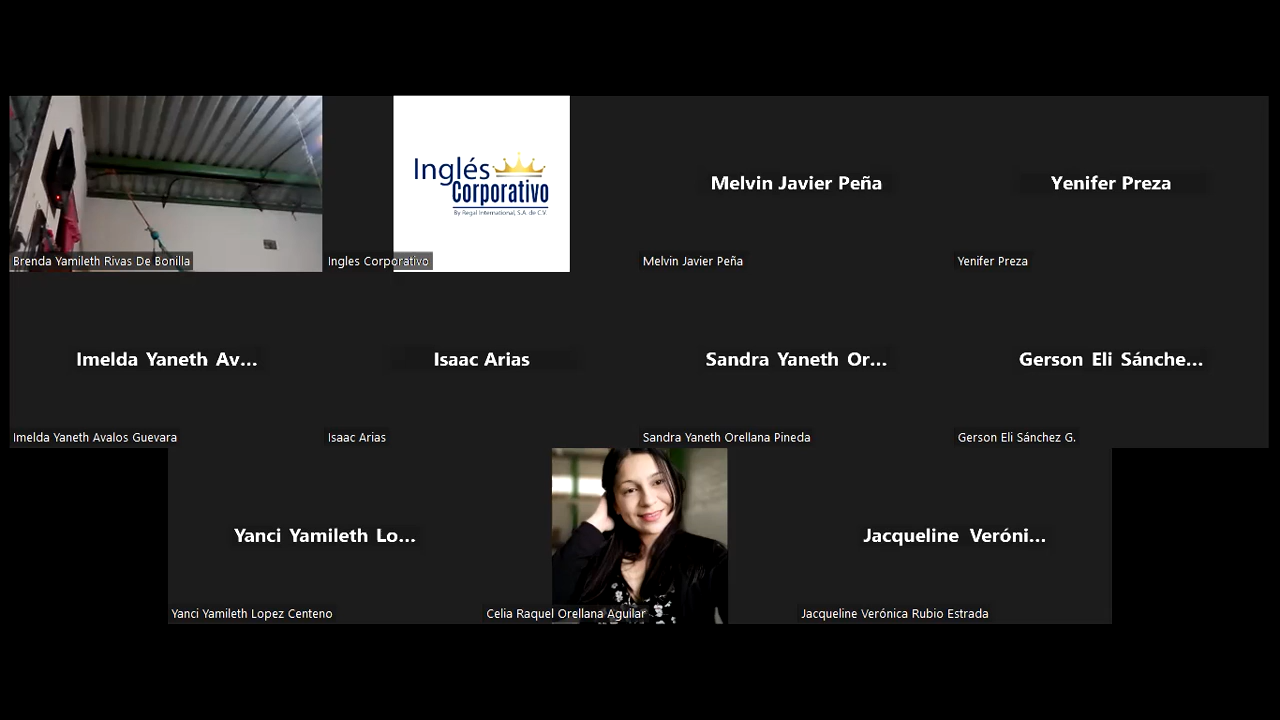 Brenda Yamileth Rivas De Bonilla
Inglés
Corporativo
By Regal International, S.A. de C.V.
Ingles Corporativo
Melvin Javier Peña
Melvin Javier Peña
Yenifer Preza
Yenifer Preza
Imelda Yaneth Av...
Imelda Yaneth Avalos Guevara
Isaac Arias
Isaac Arias
Sandra Yaneth Or...
Sandra Yaneth Orellana Pineda
Gerson Eli Sánche...
Gerson Eli Sánchez G.
Yanci Yamileth Lo...
Yanci Yamileth Lopez Centeno
Celia Raquel Orellana Aguilar
Jacqueline Veróni...
Jacqueline Verónica Rubio Estrada